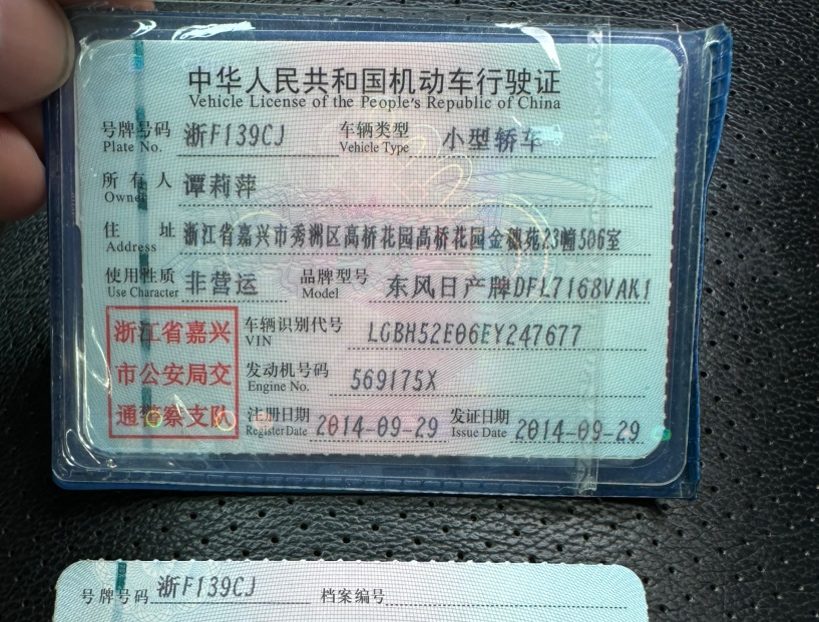 中华人民共和国机动车行驶证
Vehicle License of the People's Republic of China
号牌号码 浙F139CJ 车辆类型 小型轿车
Plate No. Vehicle Type
所有人 谭莉萍
Owner
住址 浙江省嘉兴市秀洲区高桥花园高桥花园金穗苑23幢506室
Address
使用性质 非营运 品牌型号 东风日产牌DFL7168VAK1
Use Character Model
浙江省嘉兴
市公安局交
通警察支队
车辆识别代号 LGBH52E06EY247677
VIN
发动机号码 569175X
Engine No.
注册日期 2014-09-29 发证日期 2014-09-29
Register Date Issue Date
号牌号码 浙F139CJ 档案编号